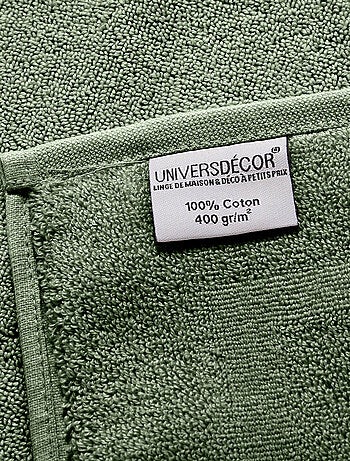 UNIVERSDÉCOR
LINGE DE MAISON & DÉCO À PETITS PRIX
100% Coton
400 gr/m²